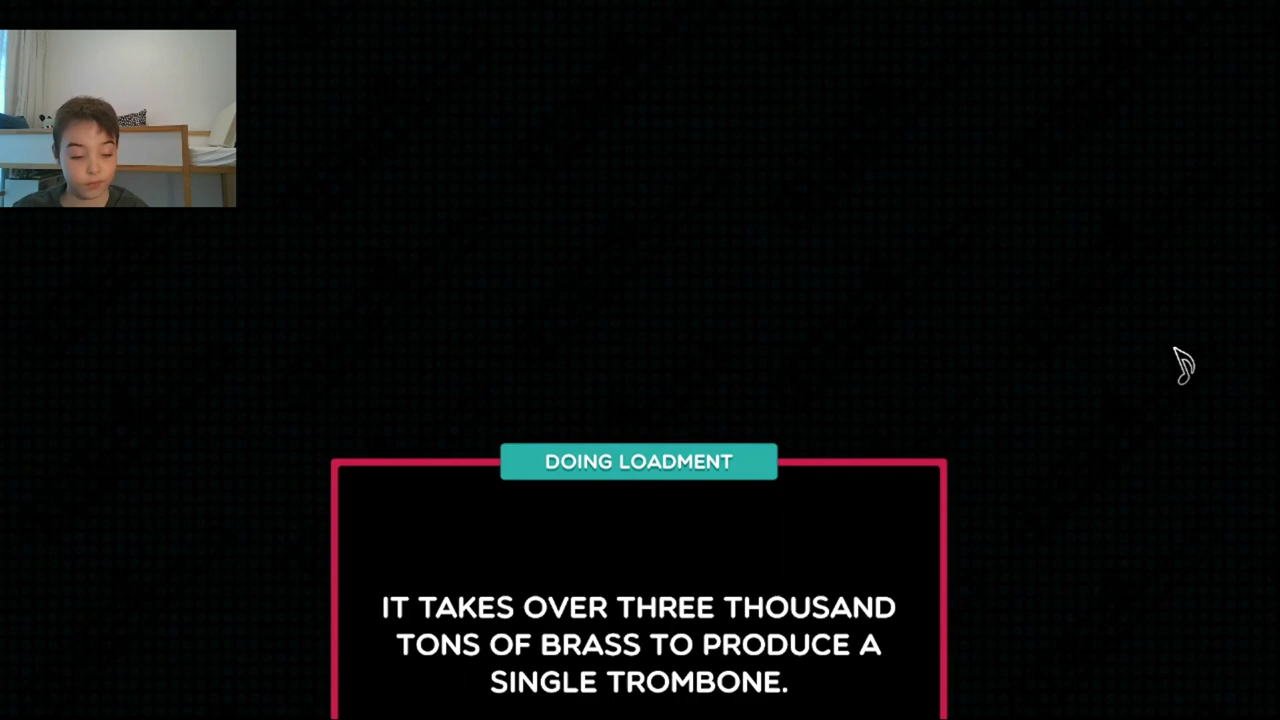 DOING LOADMENT
IT TAKES OVER THREE THOUSAND
TONS OF BRASS TO PRODUCE A
SINGLE TROMBONE.